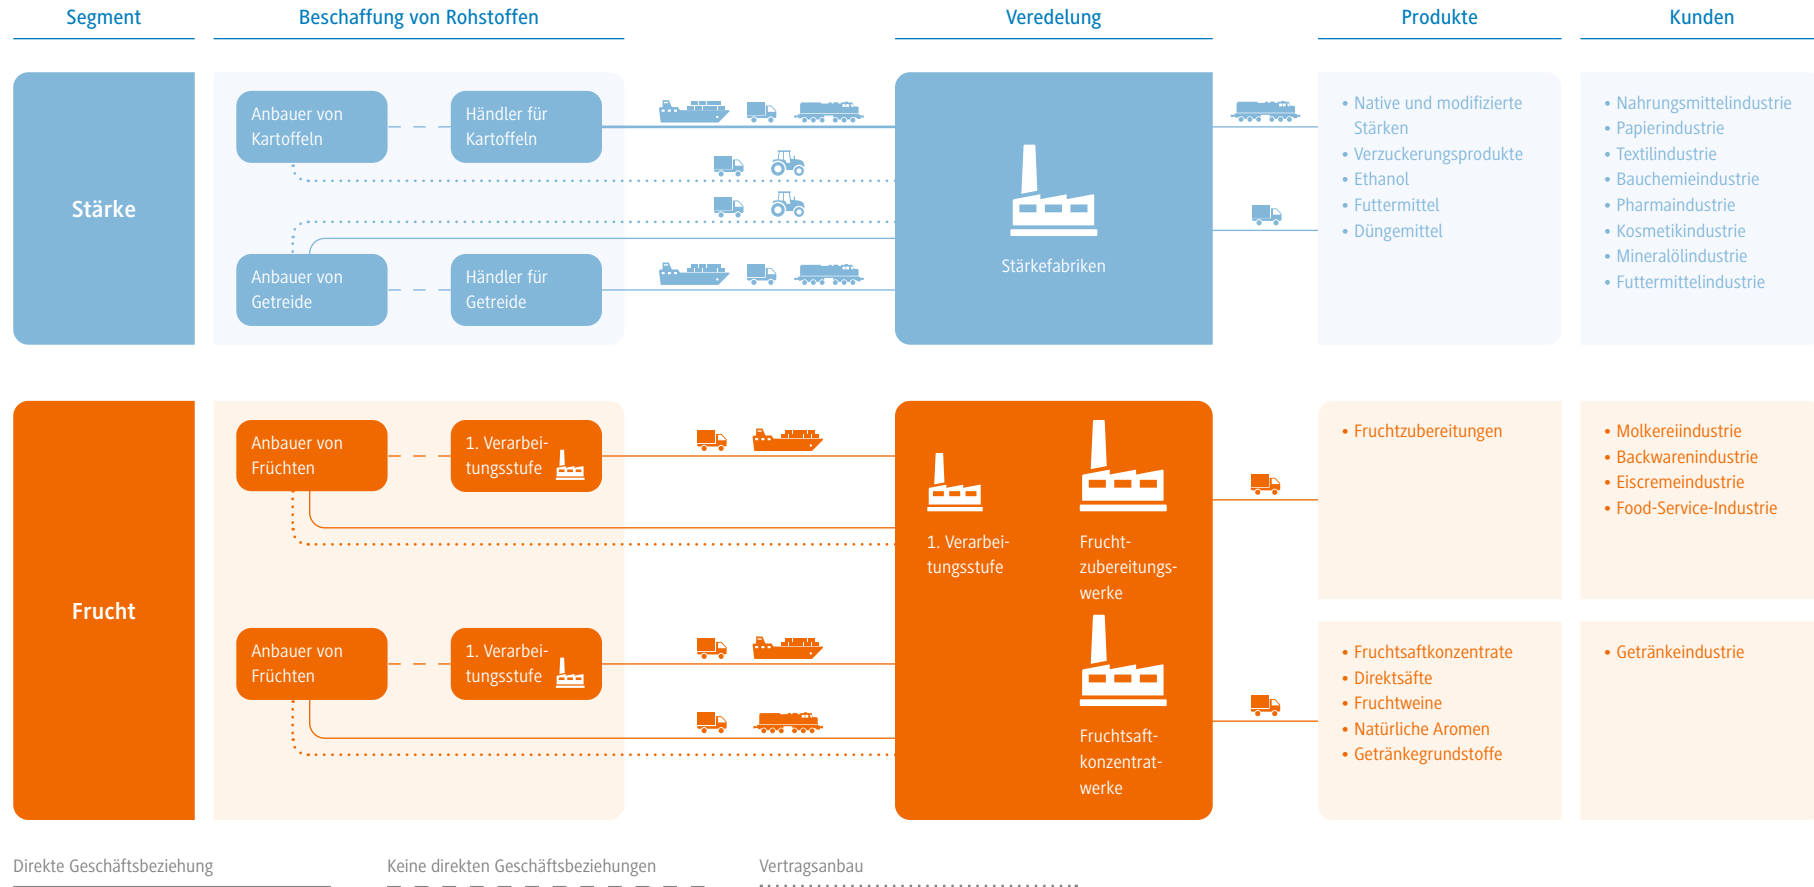 Segment
Beschaffung von Rohstoffen
Veredelung
Produkte
Kunden
Stärke
Anbauer von
Kartoffeln
Händler für
Kartoffeln
Anbauer von
Getreide
Händler für
Getreide
Stärkefabriken
• Native und modifizierte
Stärken
• Verzuckerungsprodukte
• Ethanol
• Futtermittel
• Düngemittel
• Nahrungsmittelindustrie
• Papierindustrie
• Textilindustrie
• Bauchemieindustrie
• Pharmaindustrie
• Kosmetikindustrie
• Mineralölindustrie
• Futtermittelindustrie
Frucht
Anbauer von
Früchten
1. Verarbei-
tungsstufe
Anbauer von
Früchten
1. Verarbei-
tungsstufe
1. Verarbei-
tungsstufe
Frucht-
zubereitungs-
werke
Fruchtsaft-
konzentrat-
werke
• Fruchtzubereitungen
• Molkereiindustrie
• Backwarenindustrie
• Eiscremeindustrie
• Food-Service-Industrie
• Fruchtsaftkonzentrate
• Direktsäfte
• Fruchtweine
• Natürliche Aromen
• Getränkegrundstoffe
• Getränkeindustrie
Direkte Geschäftsbeziehung
Keine direkten Geschäftsbeziehungen
Vertragsanbau